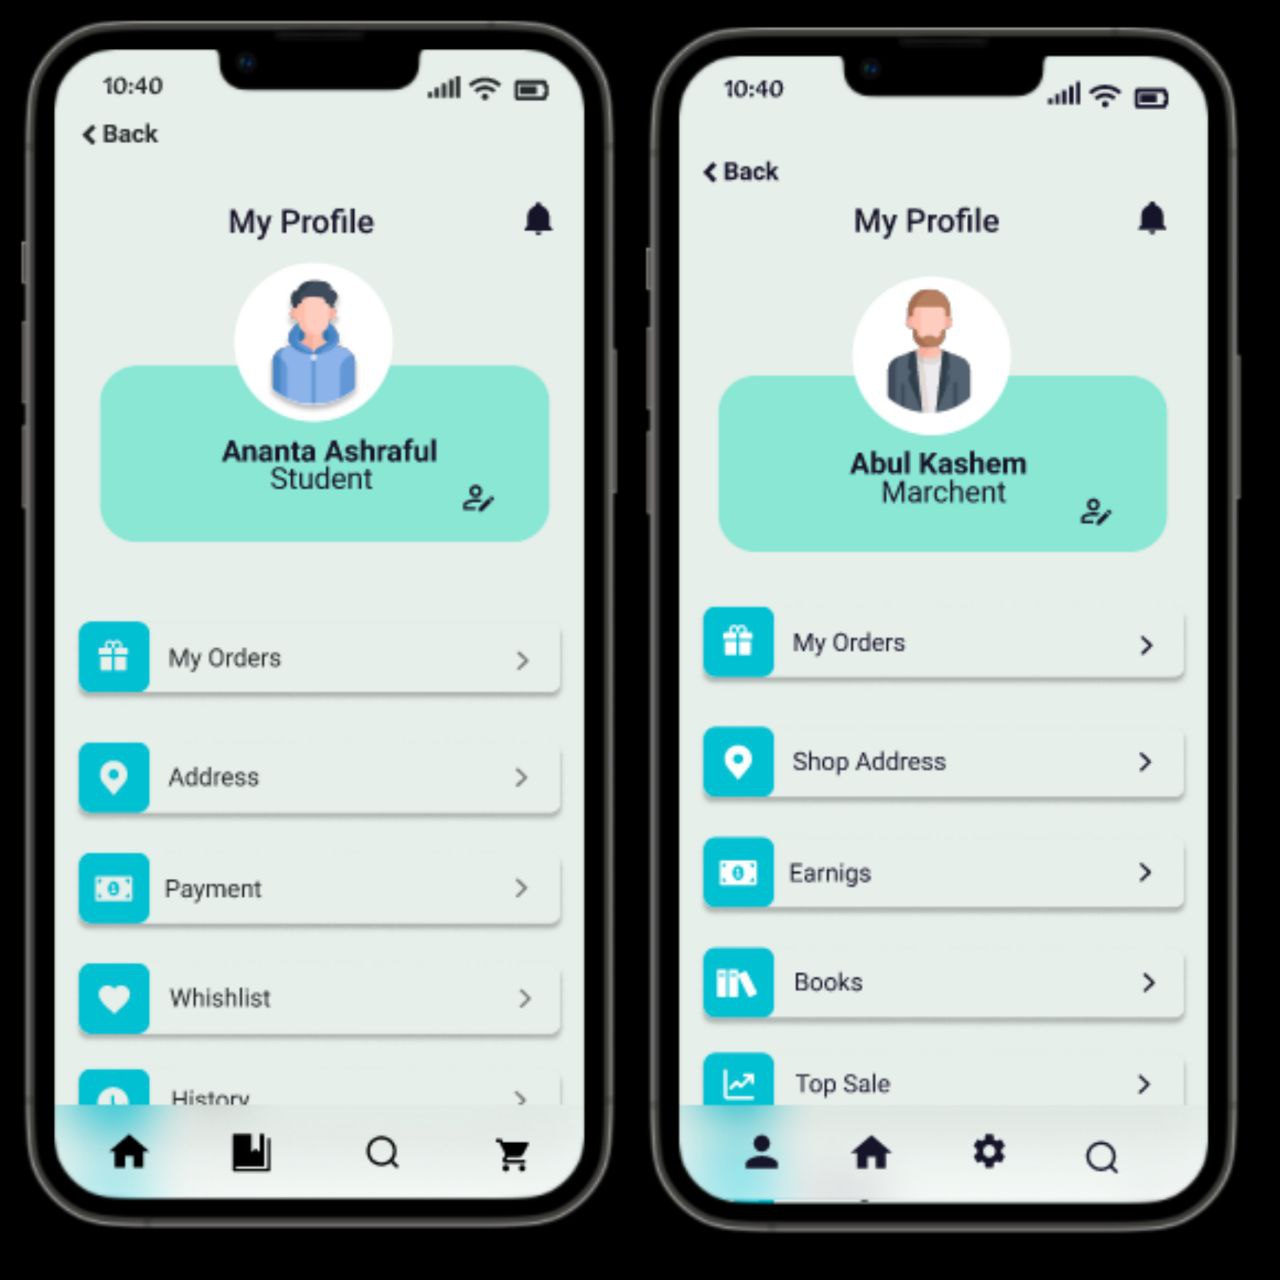 10:40
Back
My Profile
Ananta Ashraful
Student
My Orders
Address
Payment
Whishlist
History
10:40
Back
My Profile
Abul Kashem
Marchent
My Orders
Shop Address
Earnigs
Books
Top Sale